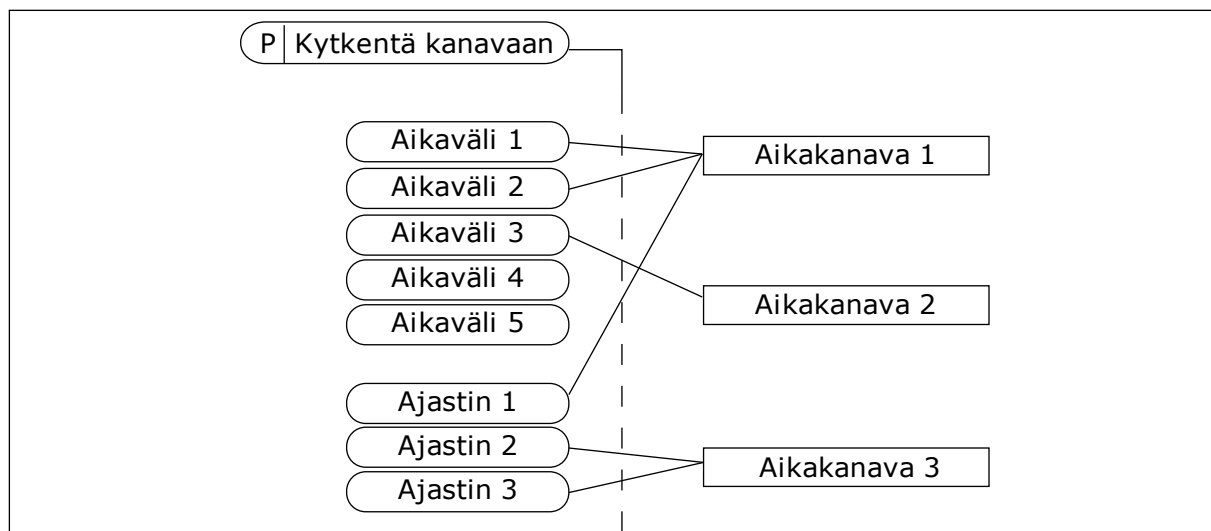 P Kytkentä kanavaan
Aikaväli 1
Aikaväli 2
Aikaväli 3
Aikaväli 4
Aikaväli 5
Ajastin 1
Ajastin 2
Ajastin 3
Aikakanava 1
Aikakanava 2
Aikakanava 3